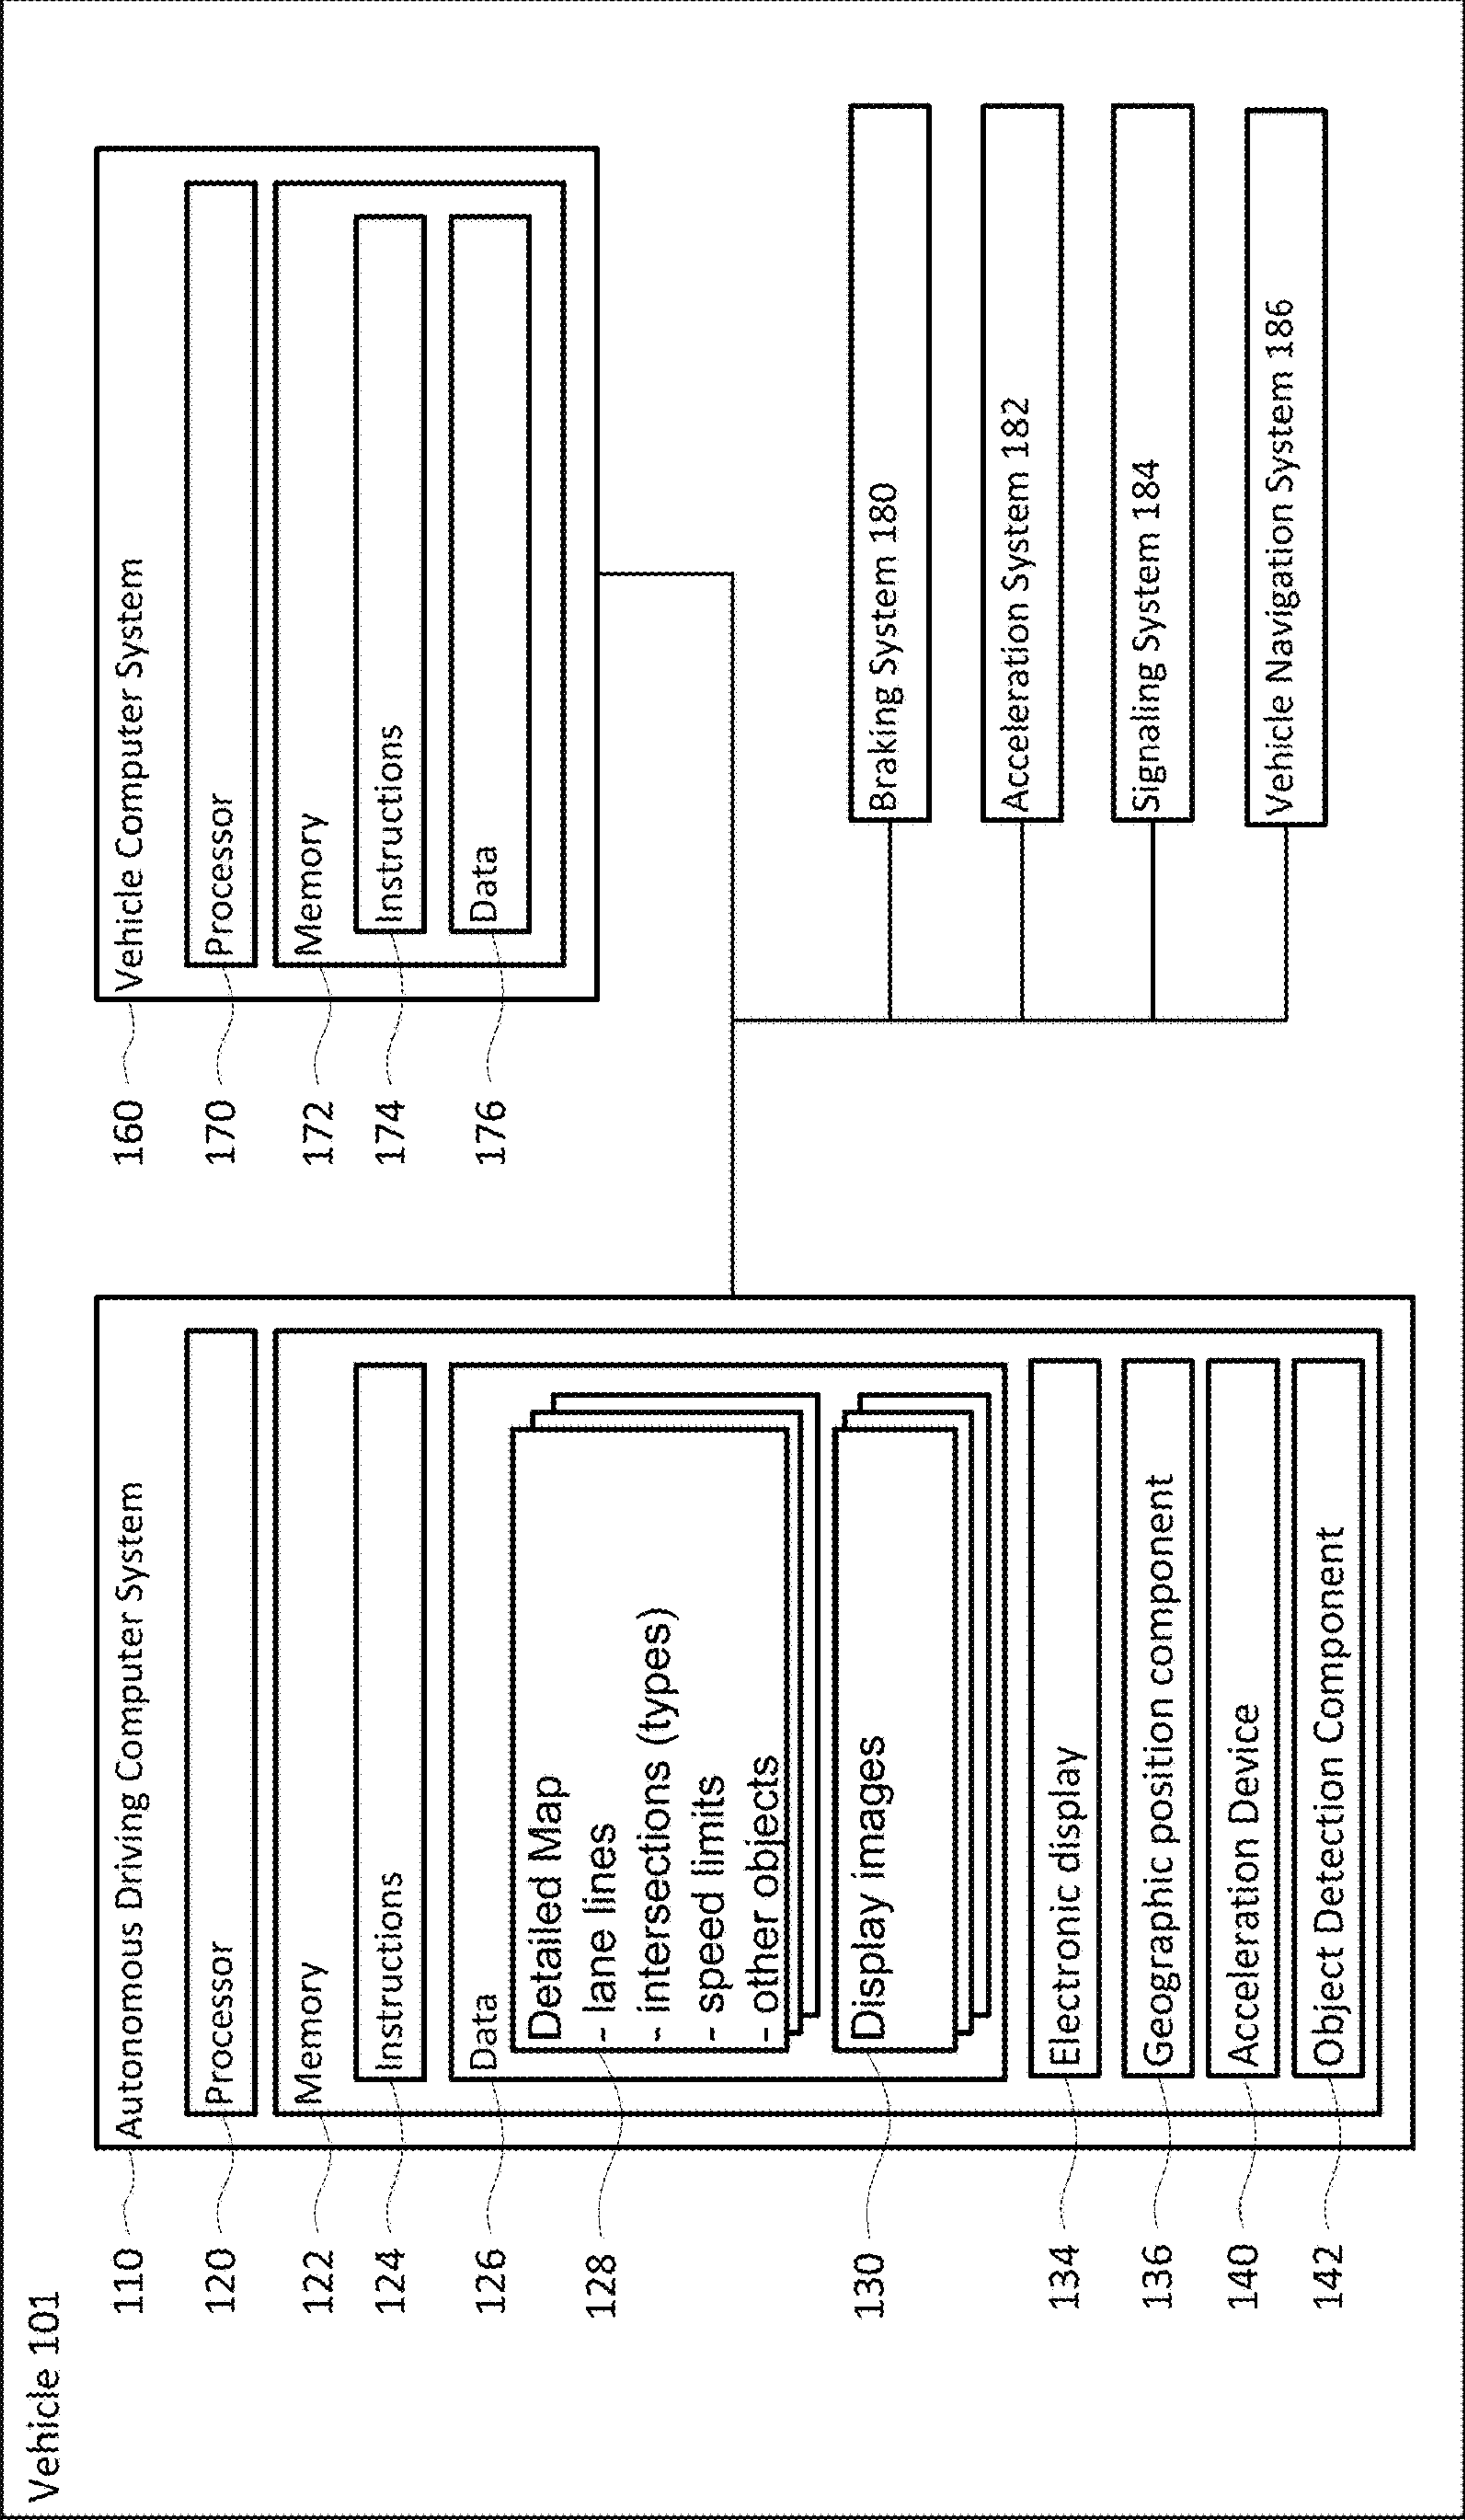 Vehicle 101
110
Autonomous Driving Computer System
120
Processor
122
Memory
124
Instructions
126
Data
128
Detailed Map
- lane lines
- intersections (types)
- speed limits
- other objects
130
Display images
134
Electronic display
136
Geographic position component
140
Acceleration Device
142
Object Detection Component
160
Vehicle Computer System
170
Processor
172
Memory
174
Instructions
176
Data
Braking System 180
Acceleration System 182
Signaling System 184
Vehicle Navigation System 186